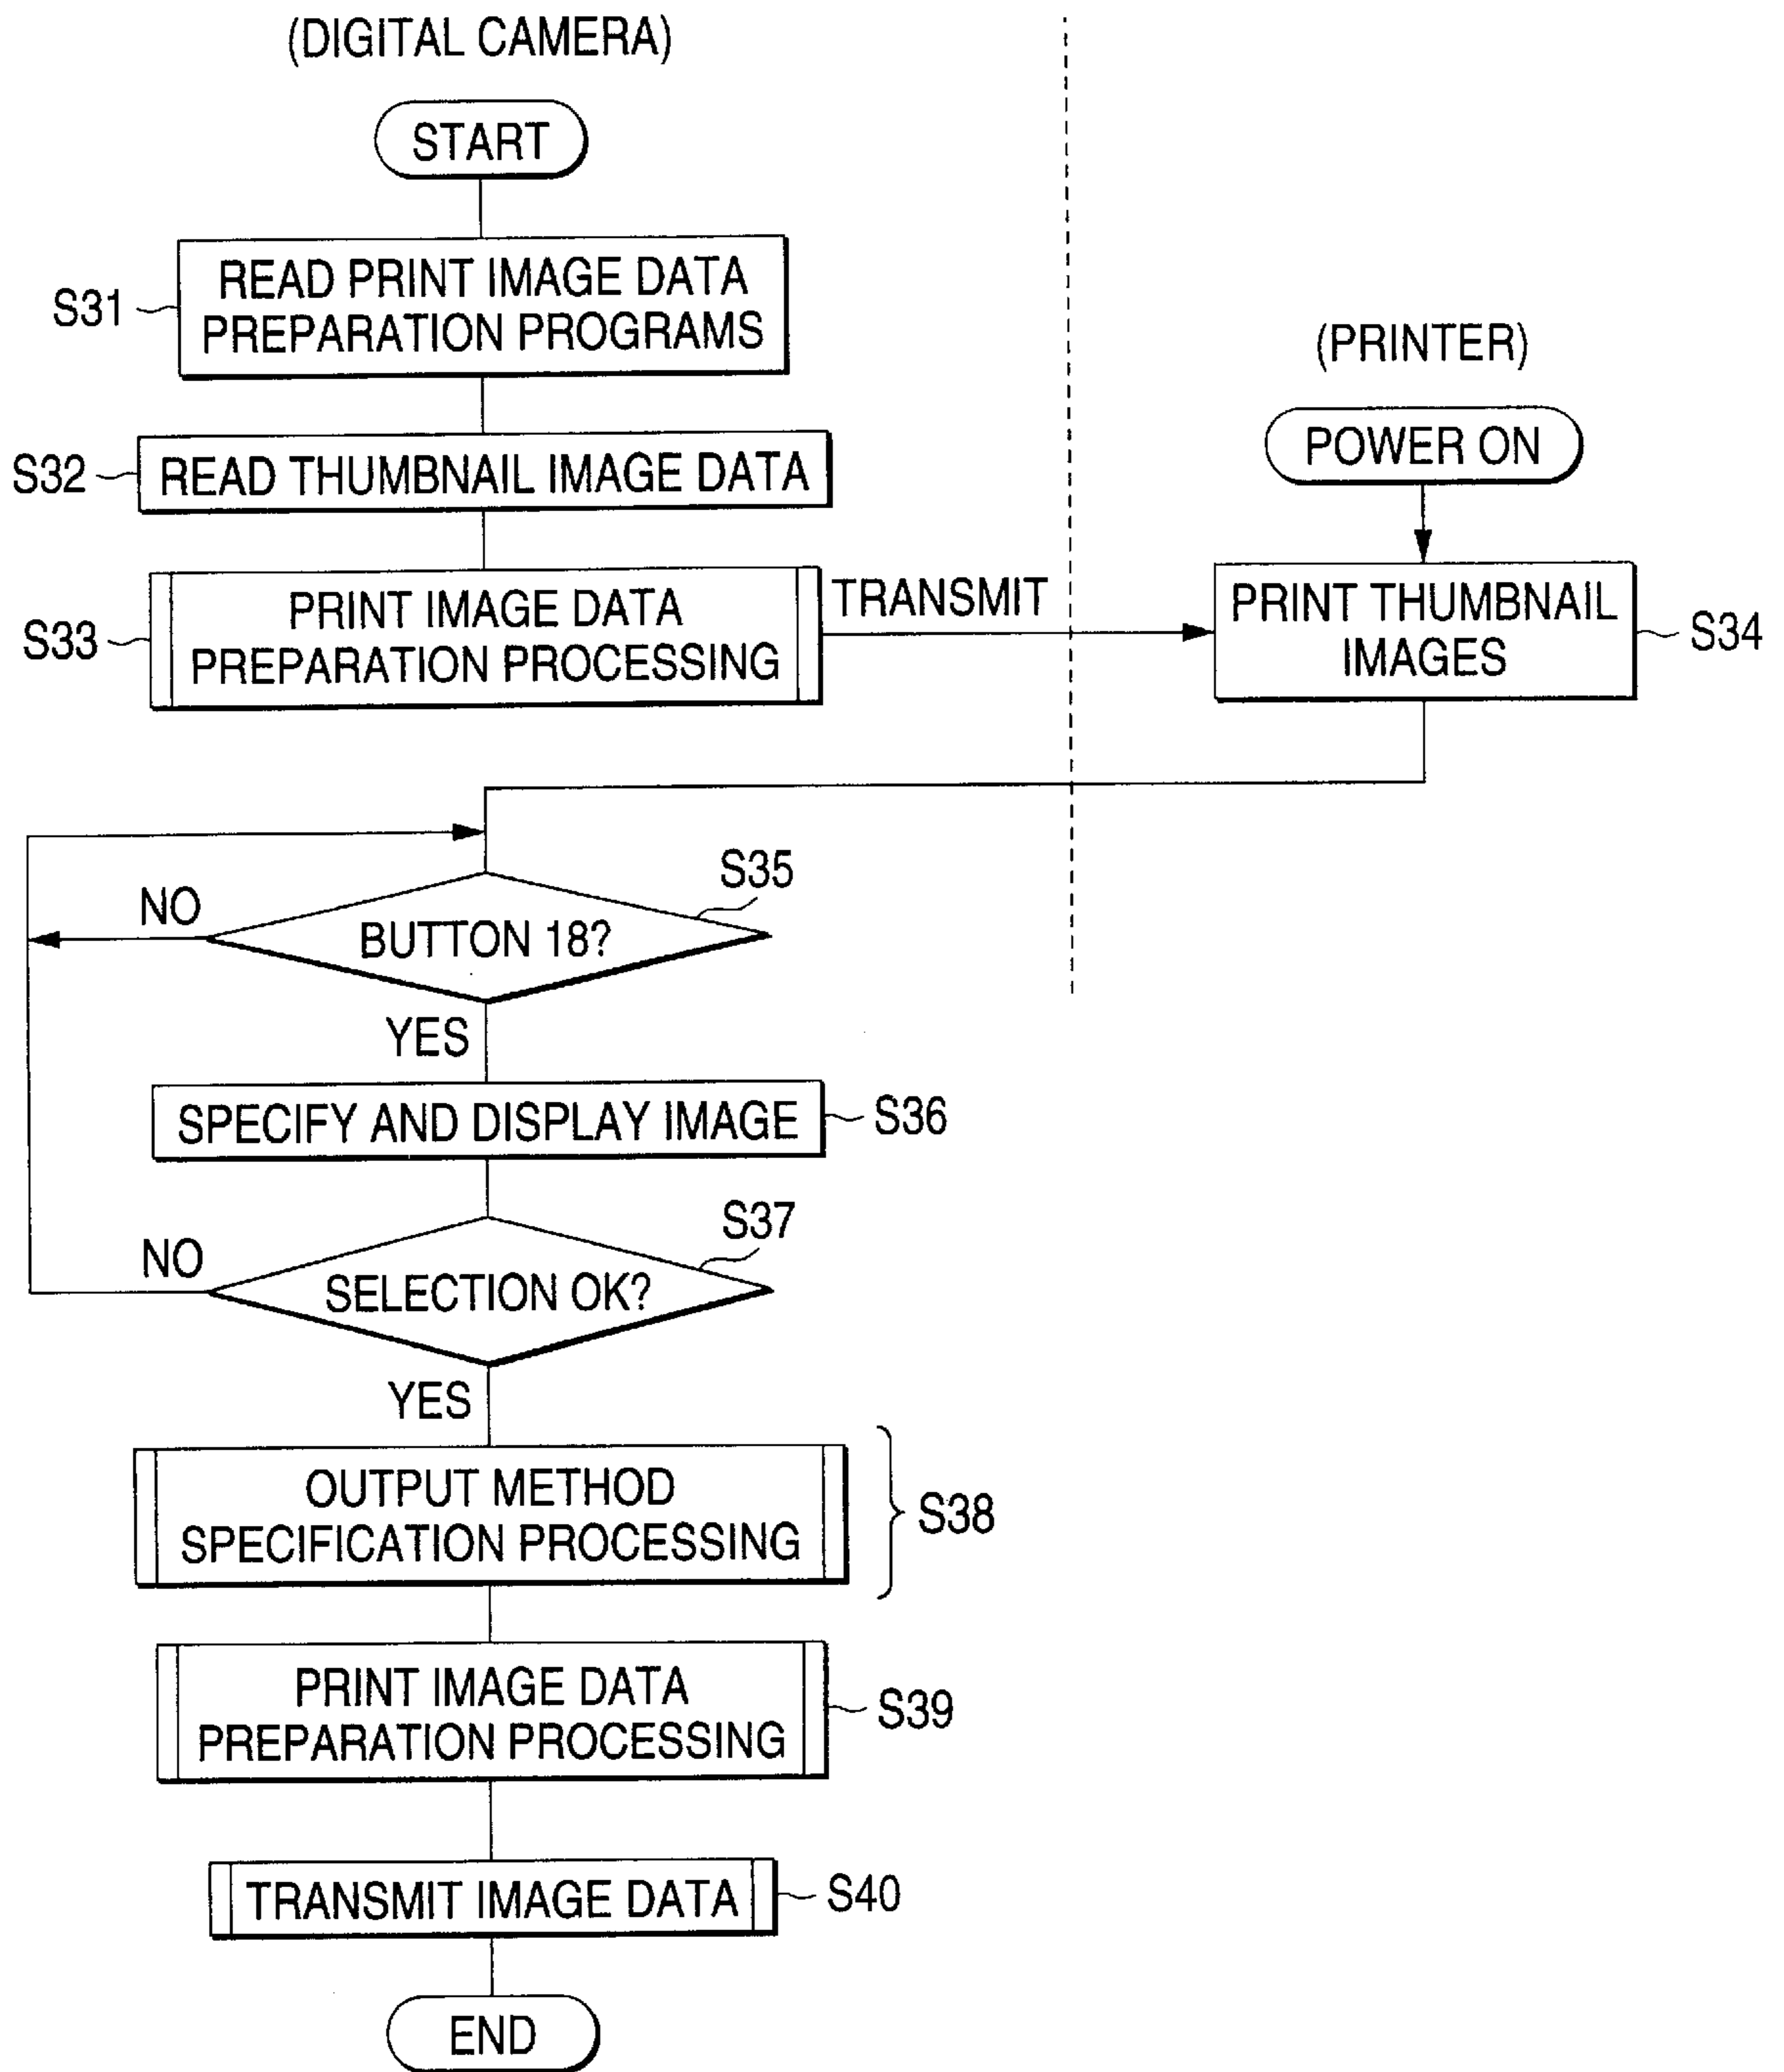 (DIGITAL CAMERA)
START
S31
READ PRINT IMAGE DATA
PREPARATION PROGRAMS
(PRINTER)
POWER ON
S32
READ THUMBNAIL IMAGE DATA
S33
PRINT IMAGE DATA
PREPARATION PROCESSING
TRANSMIT
PRINT THUMBNAIL
IMAGES
S34
S35
NO
BUTTON 18?
YES
SPECIFY AND DISPLAY IMAGE
S36
S37
NO
SELECTION OK?
YES
OUTPUT METHOD
SPECIFICATION PROCESSING
S38
PRINT IMAGE DATA
PREPARATION PROCESSING
S39
TRANSMIT IMAGE DATA
S40
END